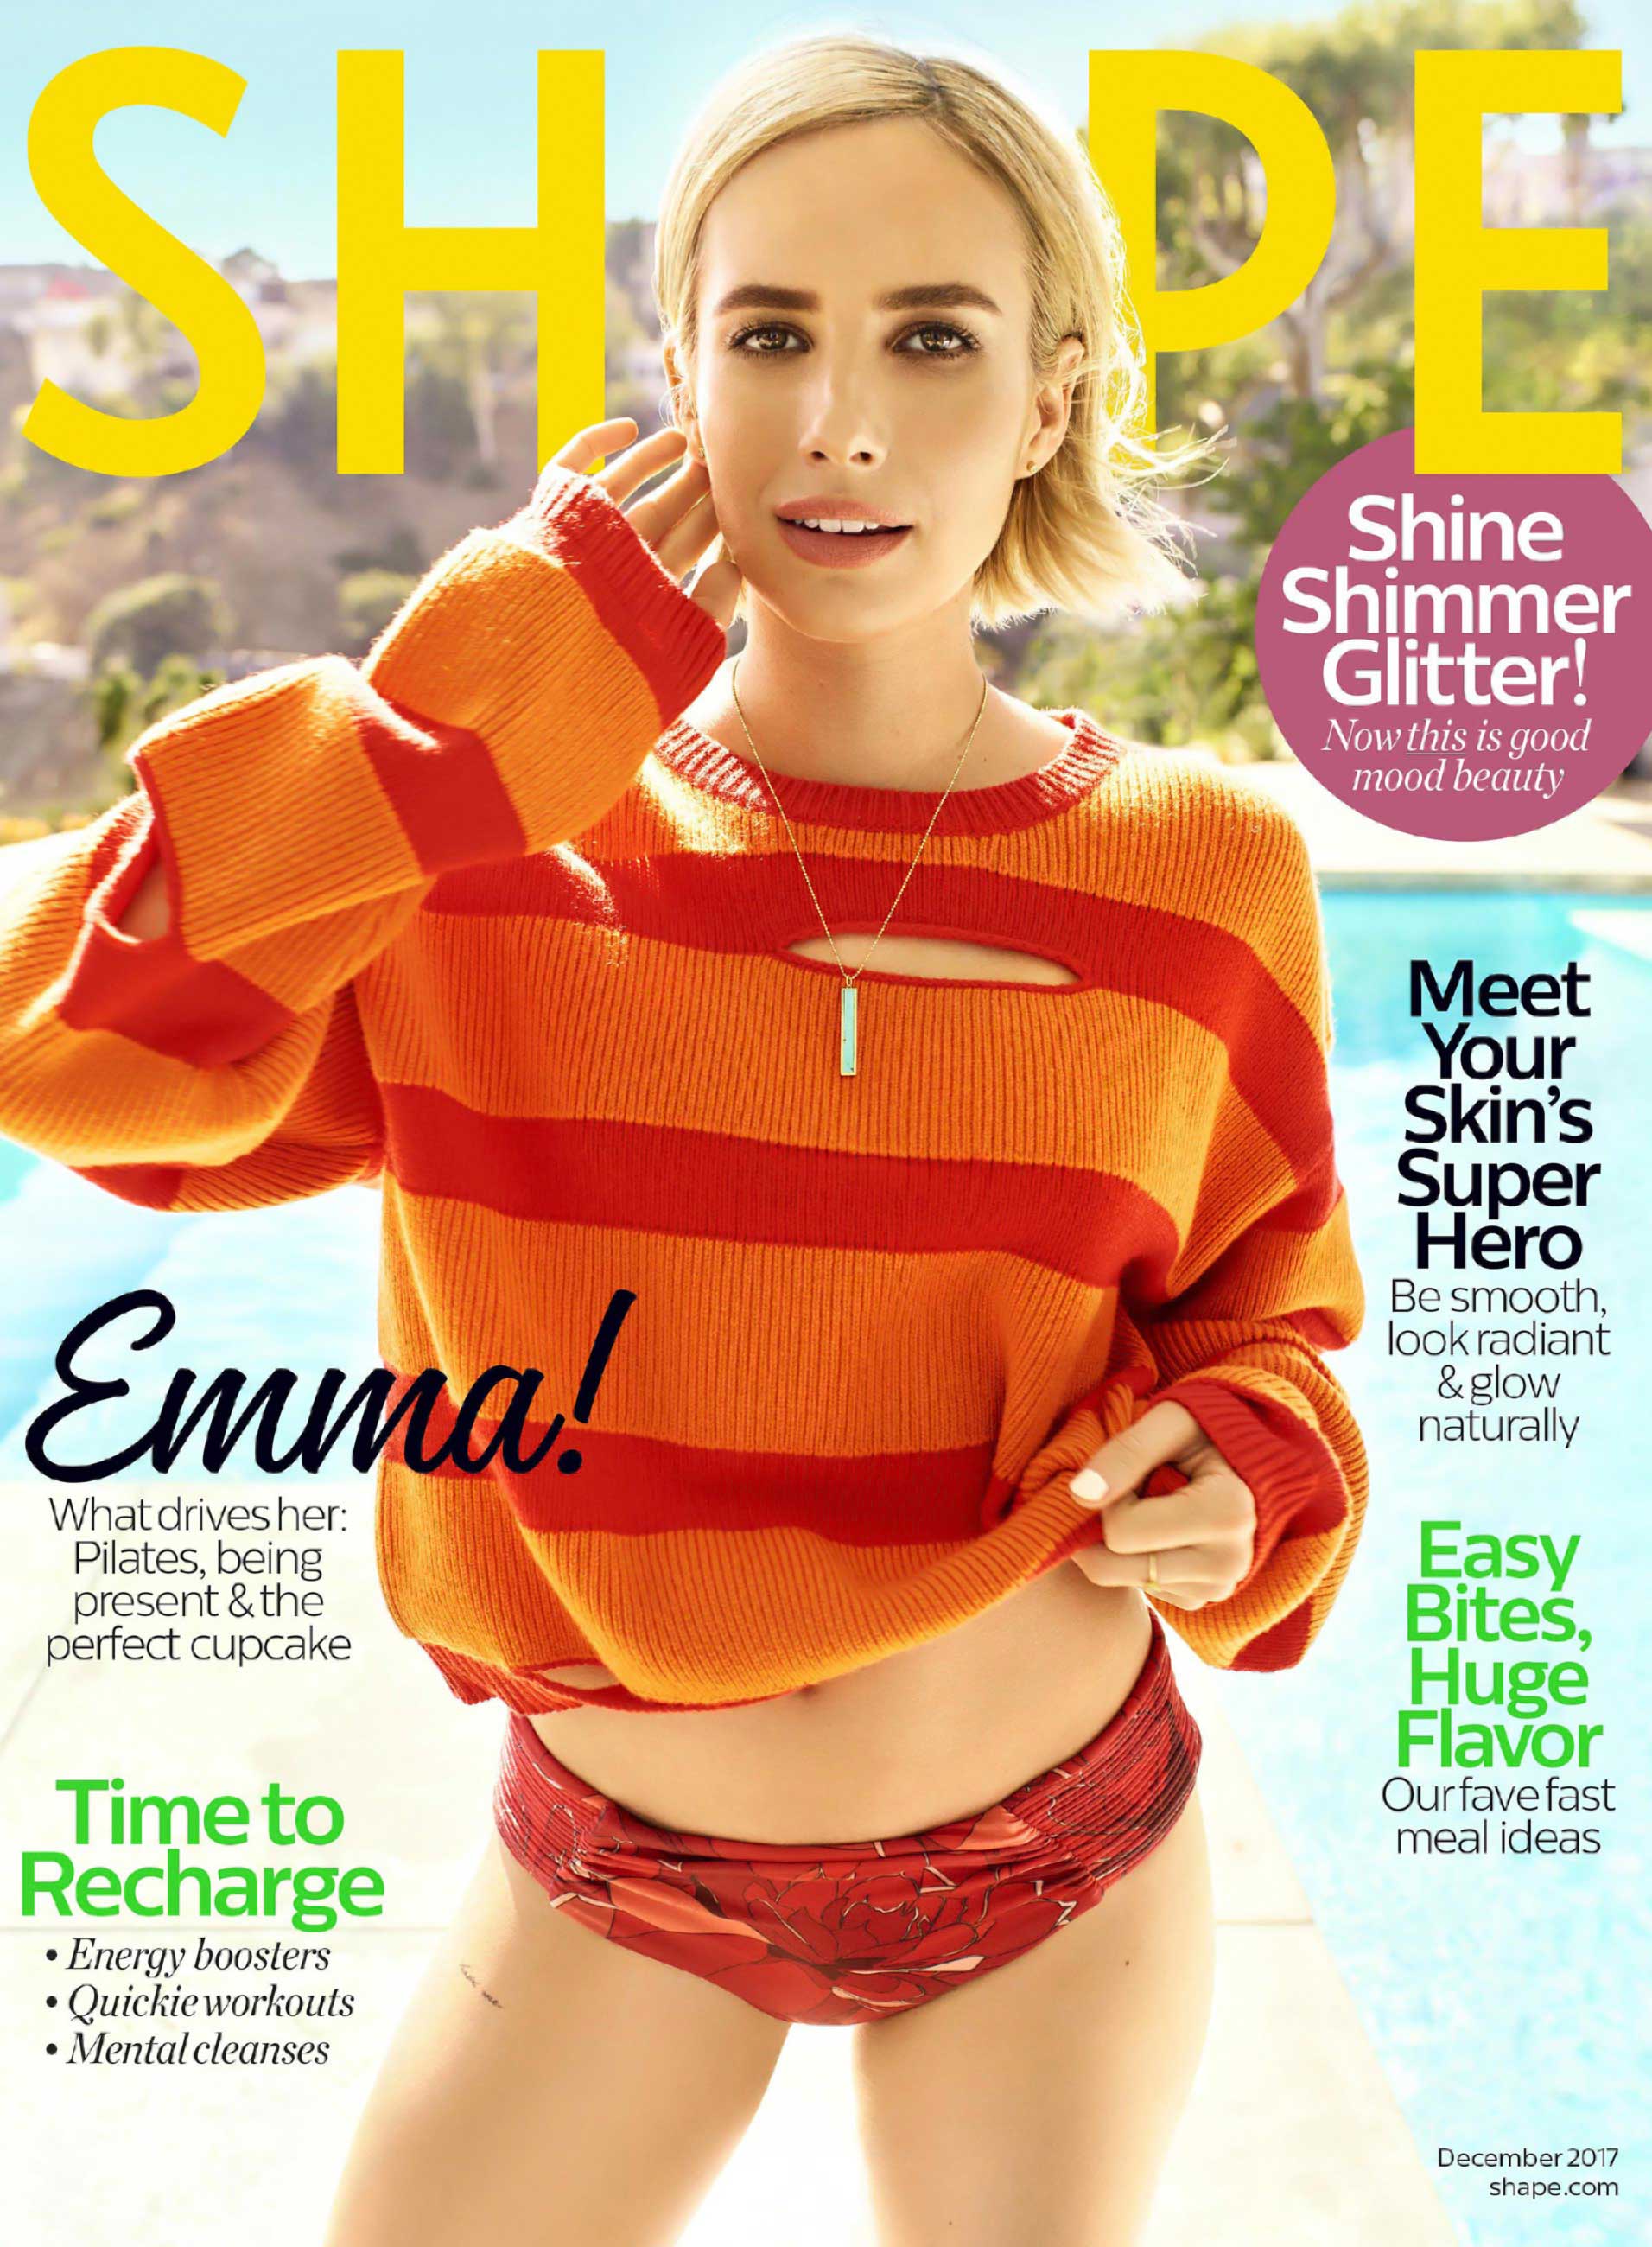 SHAPE
Shine
Shimmer
Glitter!
Now this is good
mood beauty
Meet
Your
Skin's
Super
Hero
Be smooth,
look radiant
& glow
naturally
Emma!
What drives her:
Pilates, being
present & the
perfect cupcake
Easy
Bites,
Huge
Flavor
Our fave fast
meal ideas
Time to
Recharge
• Energy boosters
• Quickie workouts
• Mental cleanses
December 2017
shape.com